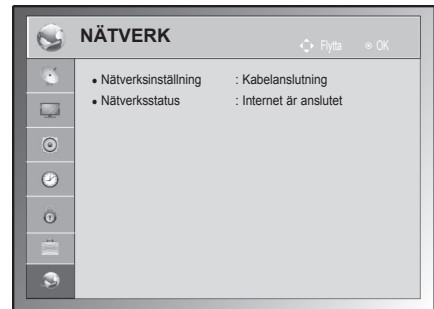 NÄTVERK
Flytta OK
• Nätverksinställning : Kabelanslutning
• Nätverksstatus : Internet är anslutet